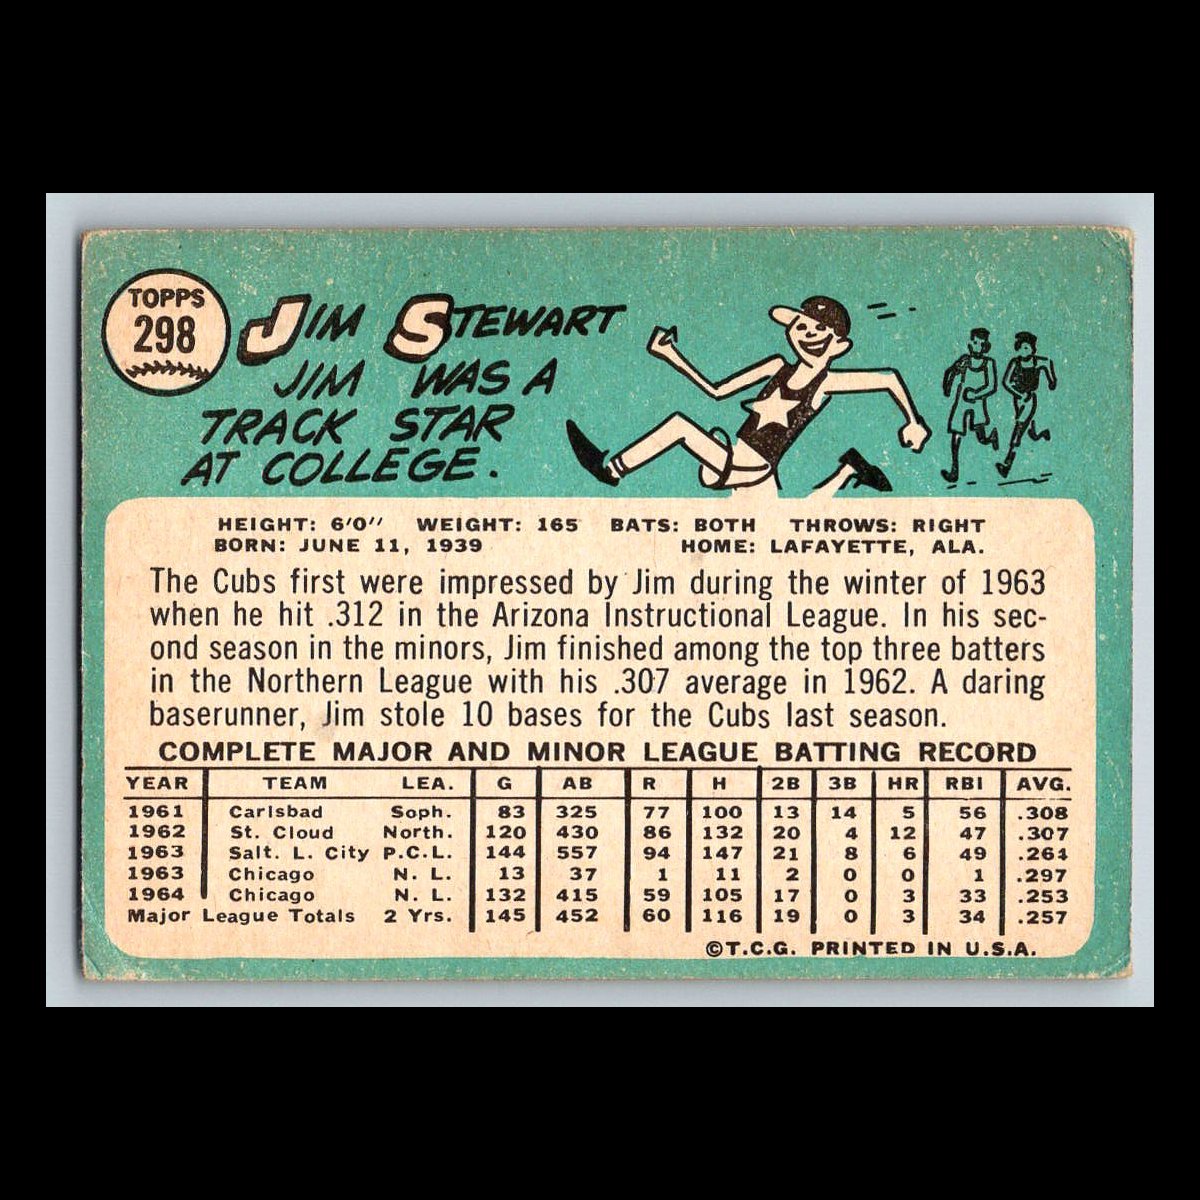 TOPPS
298
JIM STEWART
JIM WAS A
TRACK STAR
AT COLLEGE.
HEIGHT: 6'0" WEIGHT: 165 BATS: BOTH THROWS: RIGHT
BORN: JUNE 11, 1939 HOME: LAFAYETTE, ALA.
The Cubs first were impressed by Jim during the winter of 1963
when he hit .312 in the Arizona Instructional League. In his sec-
ond season in the minors, Jim finished among the top three batters
in the Northern League with his .307 average in 1962. A daring
baserunner, Jim stole 10 bases for the Cubs last season.
COMPLETE MAJOR AND MINOR LEAGUE BATTING RECORD
YEAR TEAM LEA. G AB R H 2B 3B HR RBI AVG.
1961 Carlsbad Soph. 83 325 77 100 13 14 5 56 .308
1962 St. Cloud North. 120 430 86 132 20 4 12 47 .307
1963 Salt. L. City P.C.L. 144 557 94 147 21 8 6 49 .264
1963 Chicago N. L. 13 37 1 11 2 0 0 1 .297
1964 Chicago N. L. 132 415 59 105 17 0 3 33 .253
Major League Totals 2 Yrs. 145 452 60 116 19 0 3 34 .257
©T.C.G. PRINTED IN U.S.A.